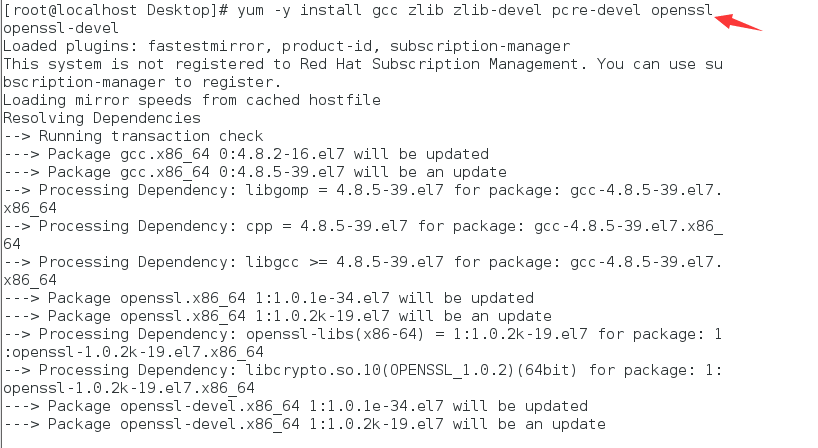 [root@localhost Desktop]# yum -y install gcc zlib zlib-devel pcre-devel openssl
openssl-devel
Loaded plugins: fastestmirror, product-id, subscription-manager
This system is not registered to Red Hat Subscription Management. You can use su
bscription-manager to register.
Loading mirror speeds from cached hostfile
Resolving Dependencies
--> Running transaction check
---> Package gcc.x86_64 0:4.8.2-16.el7 will be updated
---> Package gcc.x86_64 0:4.8.5-39.el7 will be an update
--> Processing Dependency: libgomp = 4.8.5-39.el7 for package: gcc-4.8.5-39.el7.
x86_64
--> Processing Dependency: cpp = 4.8.5-39.el7 for package: gcc-4.8.5-39.el7.x86_
64
--> Processing Dependency: libgcc >= 4.8.5-39.el7 for package: gcc-4.8.5-39.el7.
x86_64
---> Package openssl.x86_64 1:1.0.1e-34.el7 will be updated
---> Package openssl.x86_64 1:1.0.2k-19.el7 will be an update
--> Processing Dependency: openssl-libs(x86-64) = 1:1.0.2k-19.el7 for package: 1
:openssl-1.0.2k-19.el7.x86_64
--> Processing Dependency: libcrypto.so.10(OPENSSL_1.0.2)(64bit) for package: 1:
openssl-1.0.2k-19.el7.x86_64
---> Package openssl-devel.x86_64 1:1.0.1e-34.el7 will be updated
---> Package openssl-devel.x86_64 1:1.0.2k-19.el7 will be an update